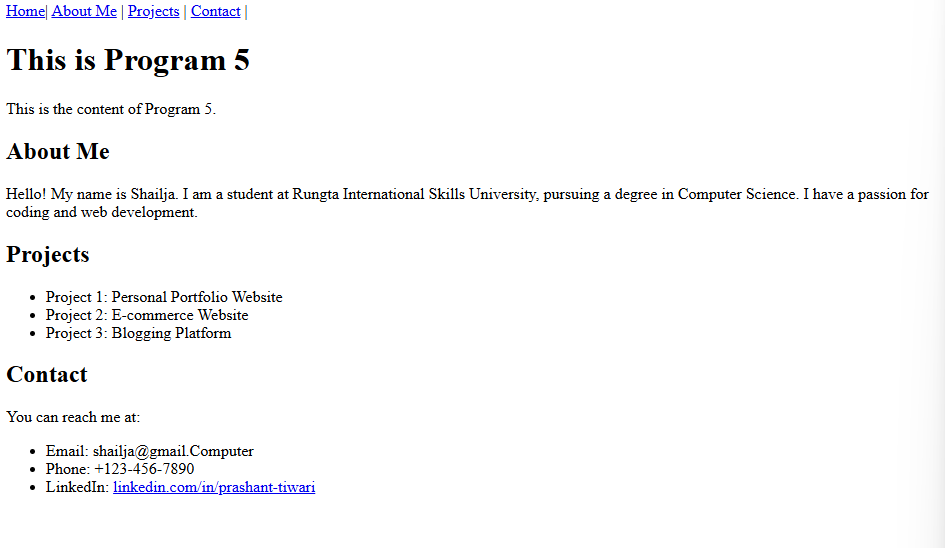 Home| About Me | Projects | Contact |
This is Program 5
This is the content of Program 5.
About Me
Hello! My name is Shailja. I am a student at Rungta International Skills University, pursuing a degree in Computer Science. I have a passion for
coding and web development.
Projects
• Project 1: Personal Portfolio Website
• Project 2: E-commerce Website
• Project 3: Blogging Platform
Contact
You can reach me at:
• Email: shailja@gmail.Computer
• Phone: +123-456-7890
• LinkedIn: linkedin.com/in/prashant-tiwari